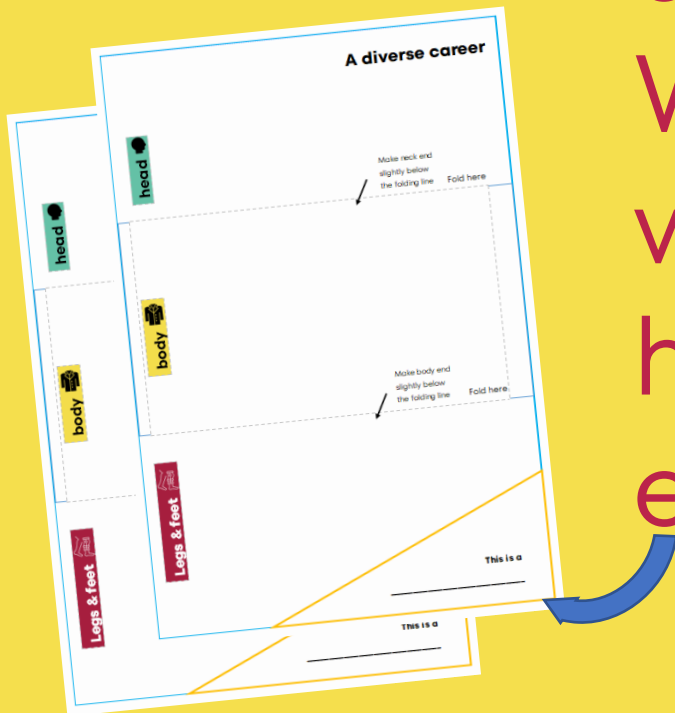 A diverse career
head
Make neck end
slightly below
the folding line
Fold here
body
Make body end
slightly below
the folding line
Fold here
Legs & feet
This is a
head
body
Legs & feet
This is a